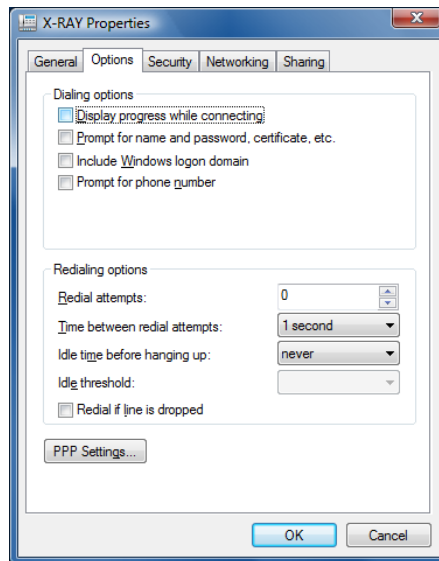 X-RAY Properties
General Options Security Networking Sharing
Dialing options
Display progress while connecting
Prompt for name and password, certificate, etc.
Include Windows logon domain
Prompt for phone number
Redialing options
Redial attempts: 0
Time between redial attempts: 1 second
Idle time before hanging up: never
Idle threshold:
Redial if line is dropped
PPP Settings...
OK Cancel